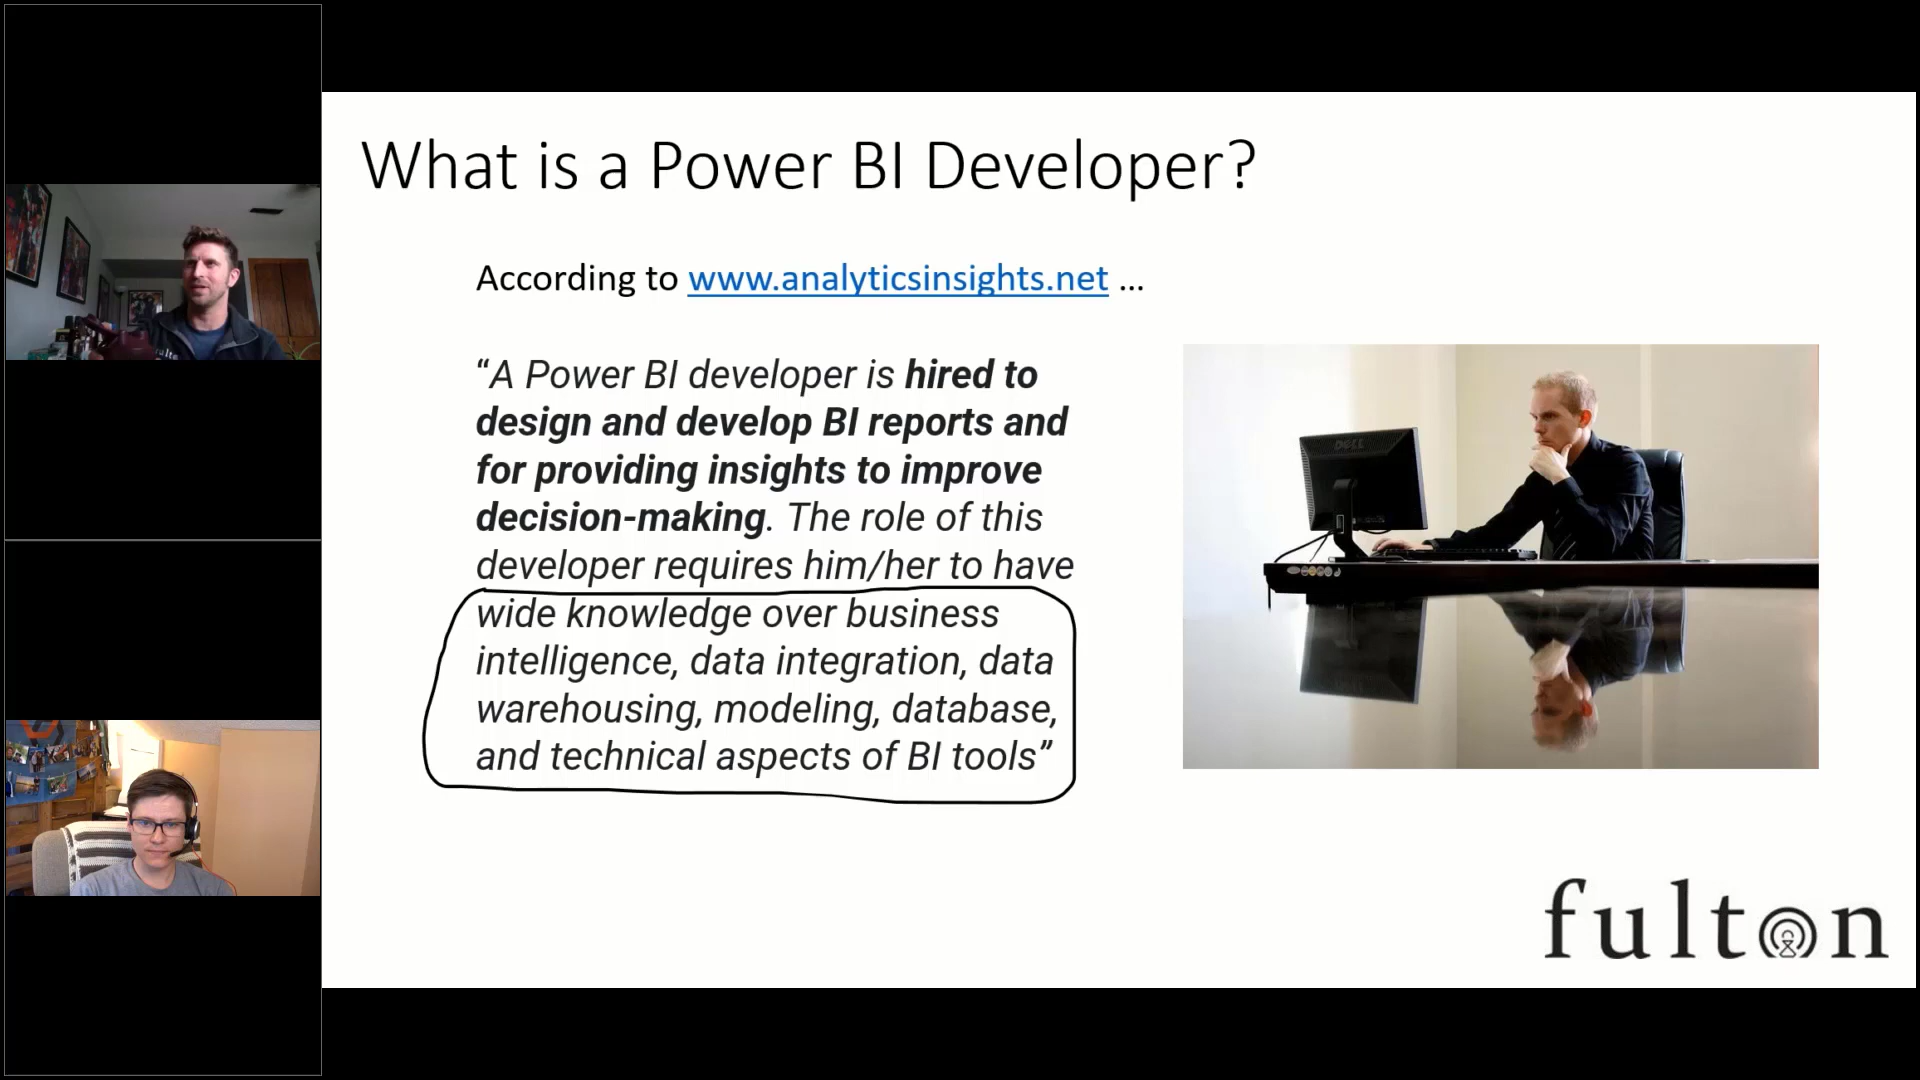 What is a Power BI Developer?
According to www.analyticsinsights.net ...
“A Power BI developer is hired to
design and develop BI reports and
for providing insights to improve
decision-making. The role of this
developer requires him/her to have
wide knowledge over business
intelligence, data integration, data
warehousing, modeling, database,
and technical aspects of BI tools”
DELL
fulton